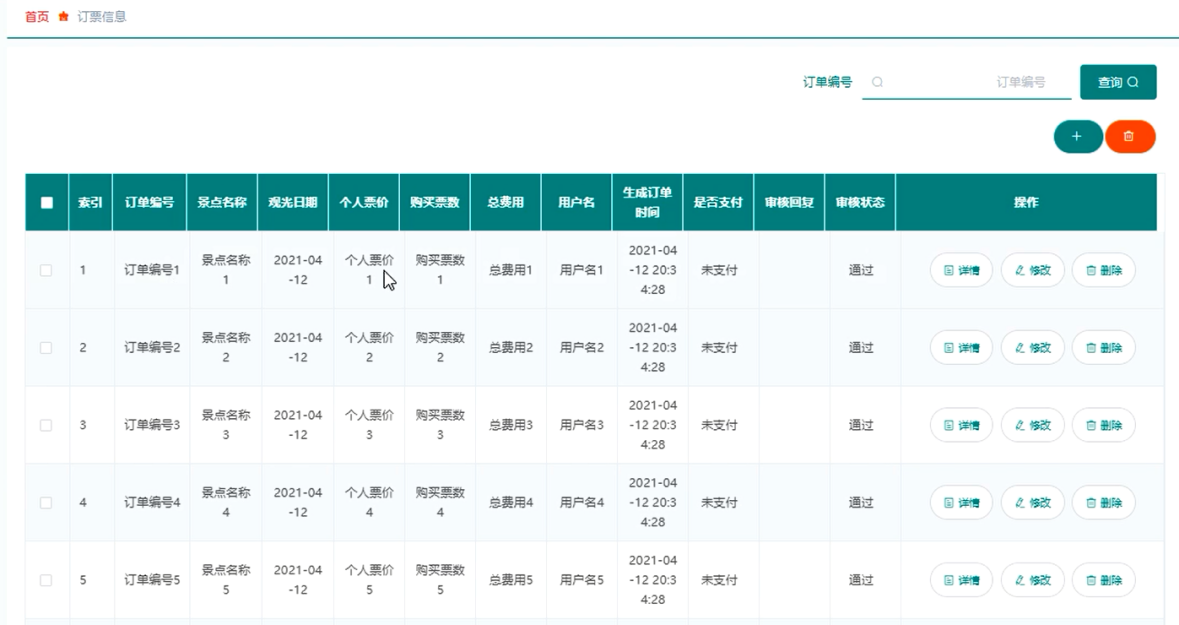 首页 订票信息
订单编号 订单编号 查询
+
索引 订单编号 景点名称 观光日期 个人票价 购买票数 总费用 用户名 生成订单 是否支付 审核回复 审核状态 操作
时间
1 订单编号1 景点名称 2021-04 个人票价 购买票数 总费用1 用户名1 2021-04 未支付 通过 详情 修改 删除
1 -12 1 1 -12 20:3
4:28
2 订单编号2 景点名称 2021-04 个人票价 购买票数 总费用2 用户名2 2021-04 未支付 通过 详情 修改 删除
2 -12 2 2 -12 20:3
4:28
3 订单编号3 景点名称 2021-04 个人票价 购买票数 总费用3 用户名3 2021-04 未支付 通过 详情 修改 删除
3 -12 3 3 -12 20:3
4:28
4 订单编号4 景点名称 2021-04 个人票价 购买票数 总费用4 用户名4 2021-04 未支付 通过 详情 修改 删除
4 -12 4 4 -12 20:3
4:28
5 订单编号5 景点名称 2021-04 个人票价 购买票数 总费用5 用户名5 2021-04 未支付 通过 详情 修改 删除
5 -12 5 5 -12 20:3
4:28